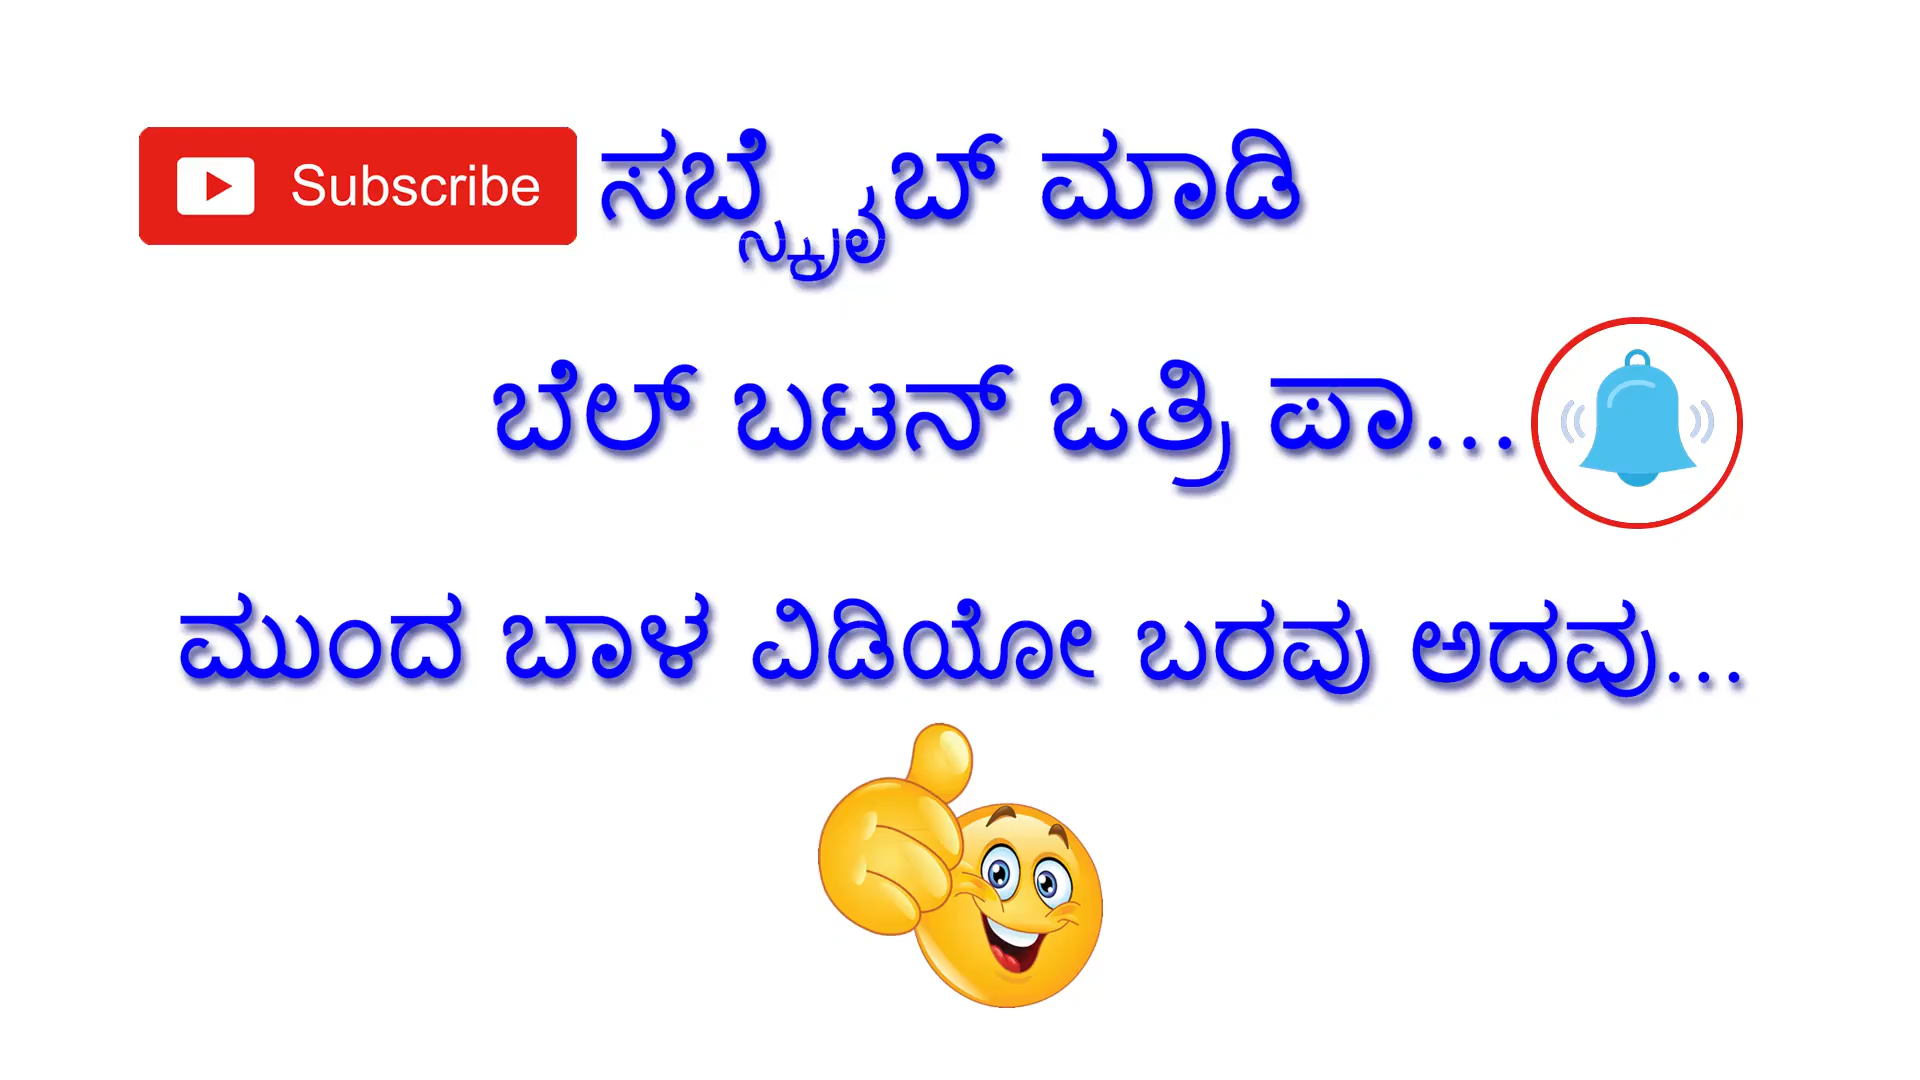 Subscribe ಸಬ್ಸ್ಕ್ರೈಬ್ ಮಾಡಿ
ಬೆಲ್ ಬಟನ್ ಒತ್ರಿ ಪಾ...
ಮುಂದ ಬಾಳ ವಿಡಿಯೋ ಬರವು ಅದವು...